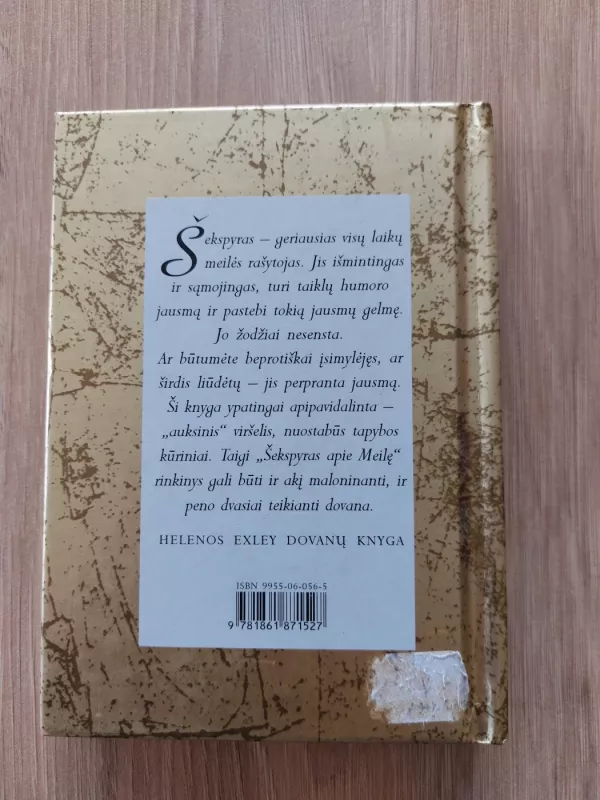 Šekspyras – geriausias visų laikų
meilės rašytojas. Jis išmintingas
ir sąmojingas, turi taiklų humoro
jausmą ir pastebi tokią jausmų gelmę.
Jo žodžiai nesensta.
Ar būtumėte beprotiškai įsimylėjęs, ar
širdis liūdėtų – jis perpranta jausmą.
Ši knyga ypatingai apipavidalinta –
„auksinis“ viršelis, nuostabūs tapybos
kūriniai. Taigi „Šekspyras apie Meilę“
rinkinys gali būti ir akį maloninanti, ir
peno dvasiai teikianti dovana.
HELENOS EXLEY DOVANŲ KNYGA
ISBN 9955-06-056-5
9 781861 871527